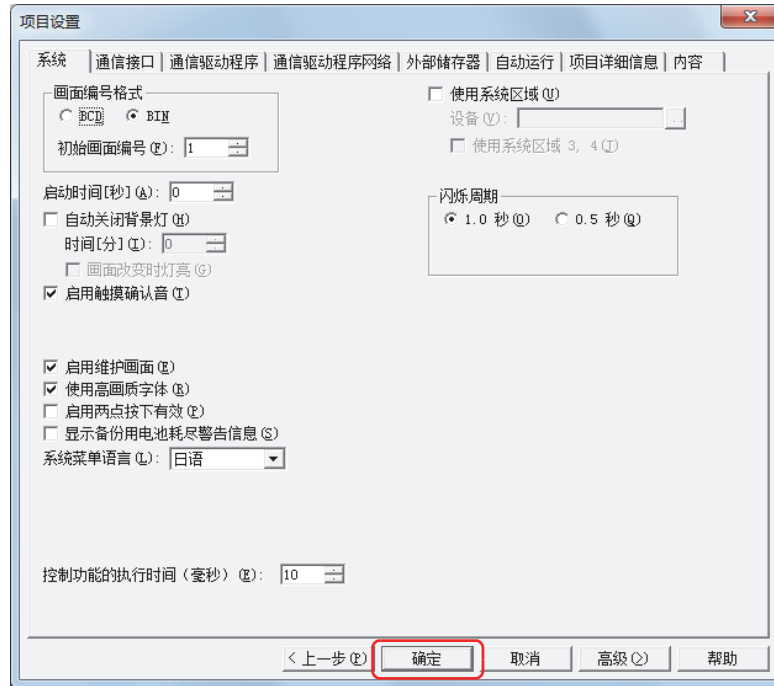 项目设置
系统 通信接口 通信驱动程序 通信驱动程序网络 外部储存器 自动运行 项目详细信息 内容
画面编号格式
BCD BIN
初始画面编号(F): 1
启动时间[秒](A): 0
自动关闭背景灯(H)
时间[分](I): 0
画面改变时灯亮(G)
启用触摸确认音(T)
启用维护画面(E)
使用高画质字体(R)
启用两点按下有效(P)
显示备份用电池耗尽警告信息(S)
系统菜单语言(L): 日语
控制功能的执行时间(毫秒)(E): 10
使用系统区域(U)
设备(V): ..
使用系统区域 3, 4(J)
闪烁周期
1.0 秒(O) 0.5 秒(Q)
<上一步(P) 确定 取消 高级(>) 帮助